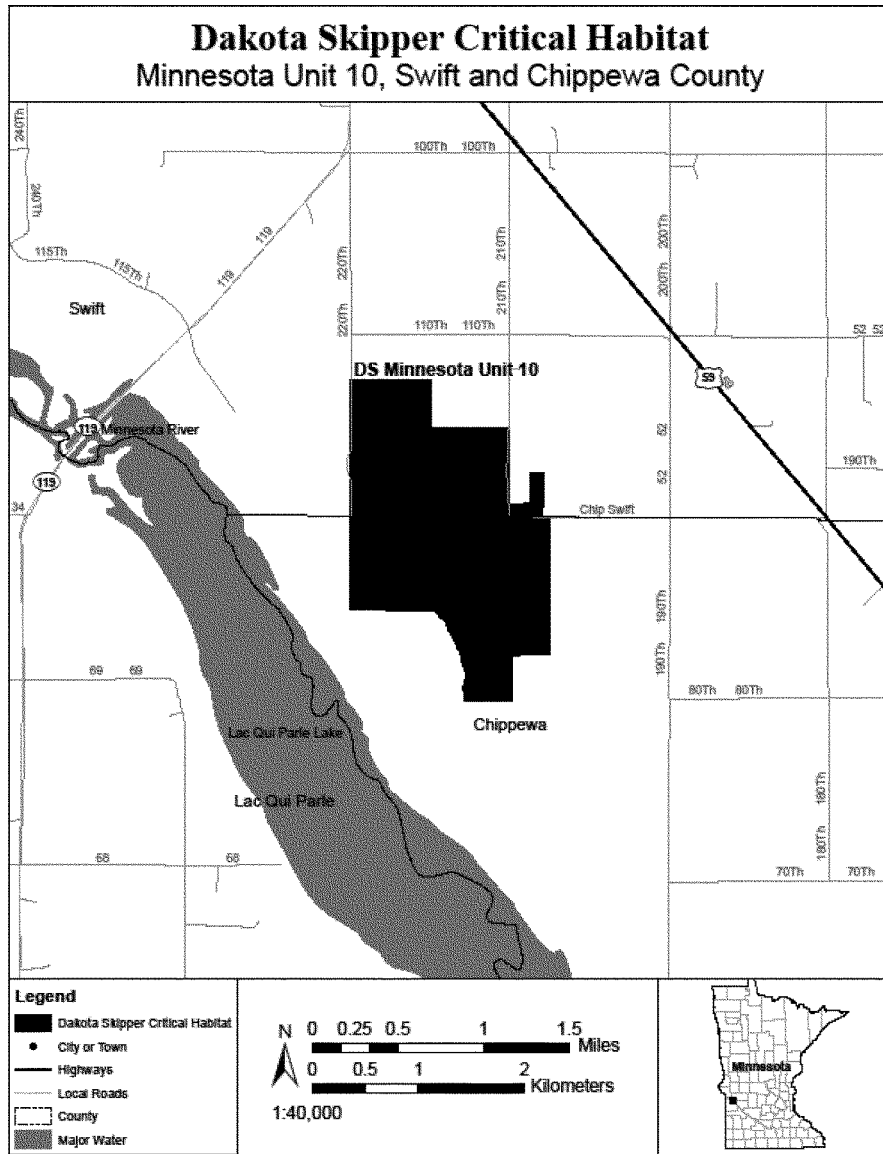 Dakota Skipper Critical Habitat
Minnesota Unit 10, Swift and Chippewa County
240Th
240Th
100Th 100Th
119
119
115Th
115Th
220Th
220Th
210Th
210Th
200Th
200Th
Swift
110Th 110Th
52 52
DS Minnesota Unit 10
59
119 Minnesota River
119
52
52
190Th
34
Chip Swift
190Th
190Th
69 69
80Th 80Th
Chippewa
Lac Qui Parle Lake
Lac Qui Parle
180Th
180Th
68 68
70Th 70Th
Legend
Dakota Skipper Critical Habitat
City or Town
Highways
Local Roads
County
Major Water
N
0 0.25 0.5 1 1.5
Miles
0 0.5 1 2
Kilometers
1:40,000
Minnesota